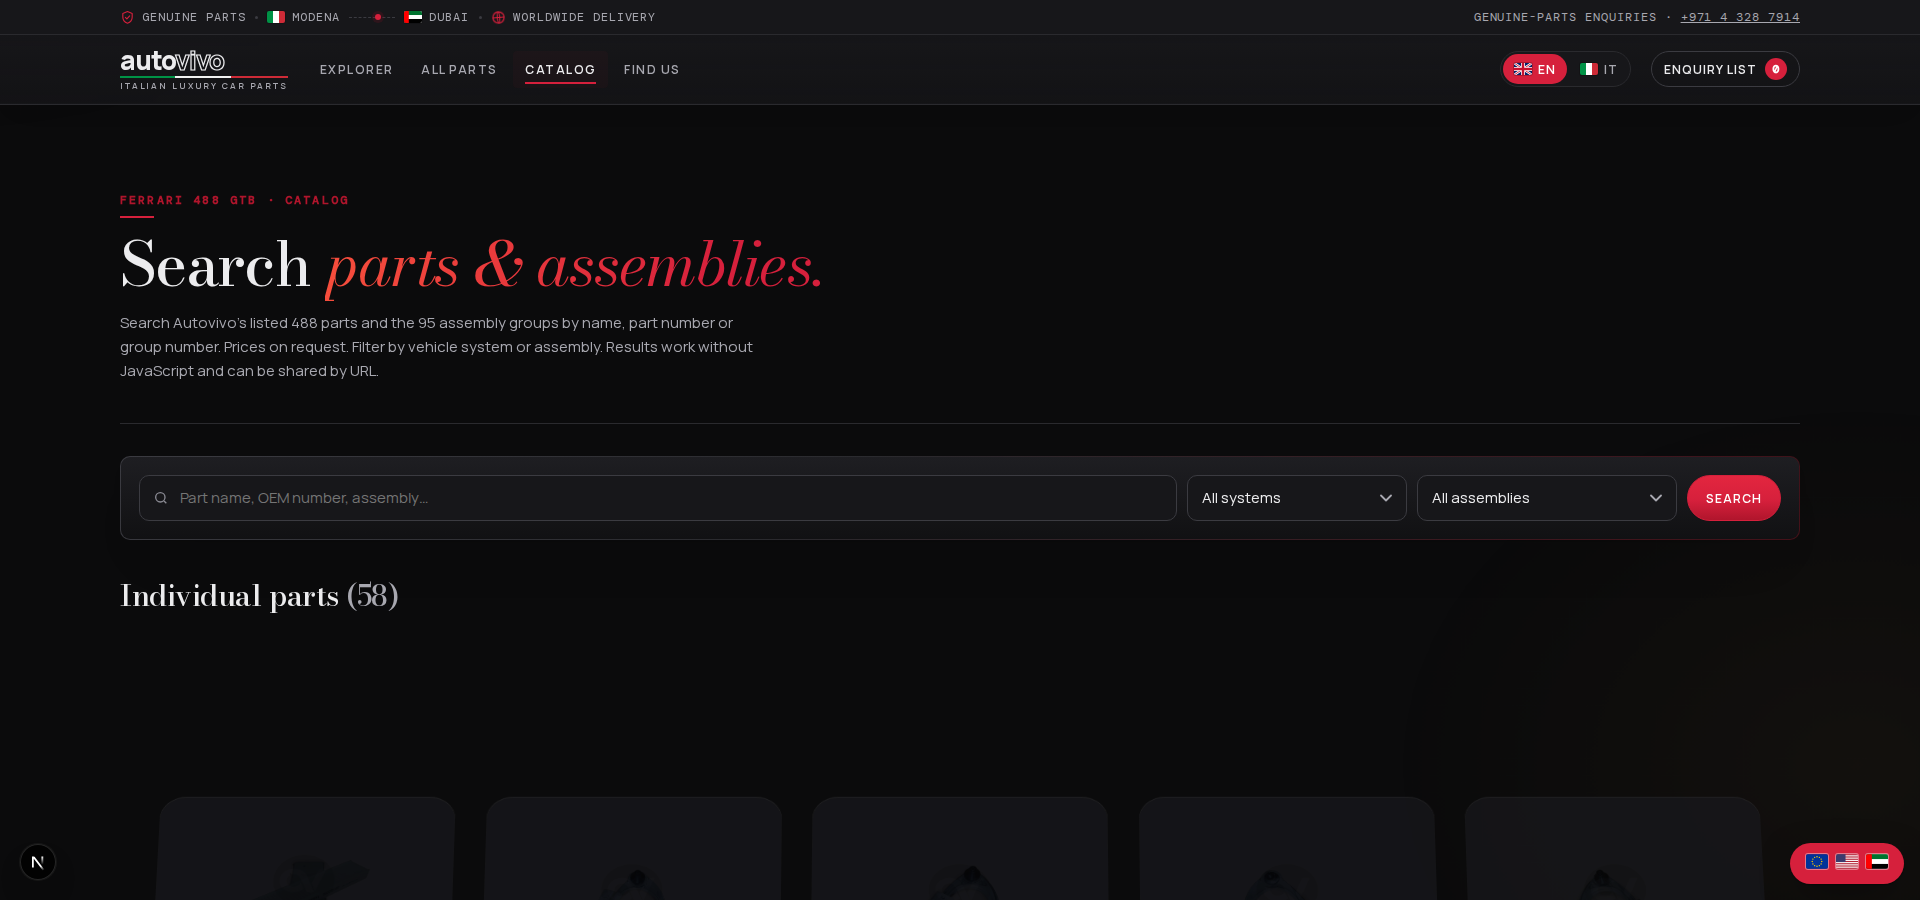 GENUINE PARTS • MODENA DUBAI • WORLDWIDE DELIVERY
GENUINE-PARTS ENQUIRIES · +971 4 328 7914
autovivo
ITALIAN LUXURY CAR PARTS
EXPLORER ALL PARTS CATALOG FIND US
EN IT
ENQUIRY LIST 0
FERRARI 488 GTB · CATALOG
Search parts & assemblies.
Search Autovivo's listed 488 parts and the 95 assembly groups by name, part number or
group number. Prices on request. Filter by vehicle system or assembly. Results work without
JavaScript and can be shared by URL.
Part name, OEM number, assembly…
All systems
All assemblies
SEARCH
Individual parts (58)
N